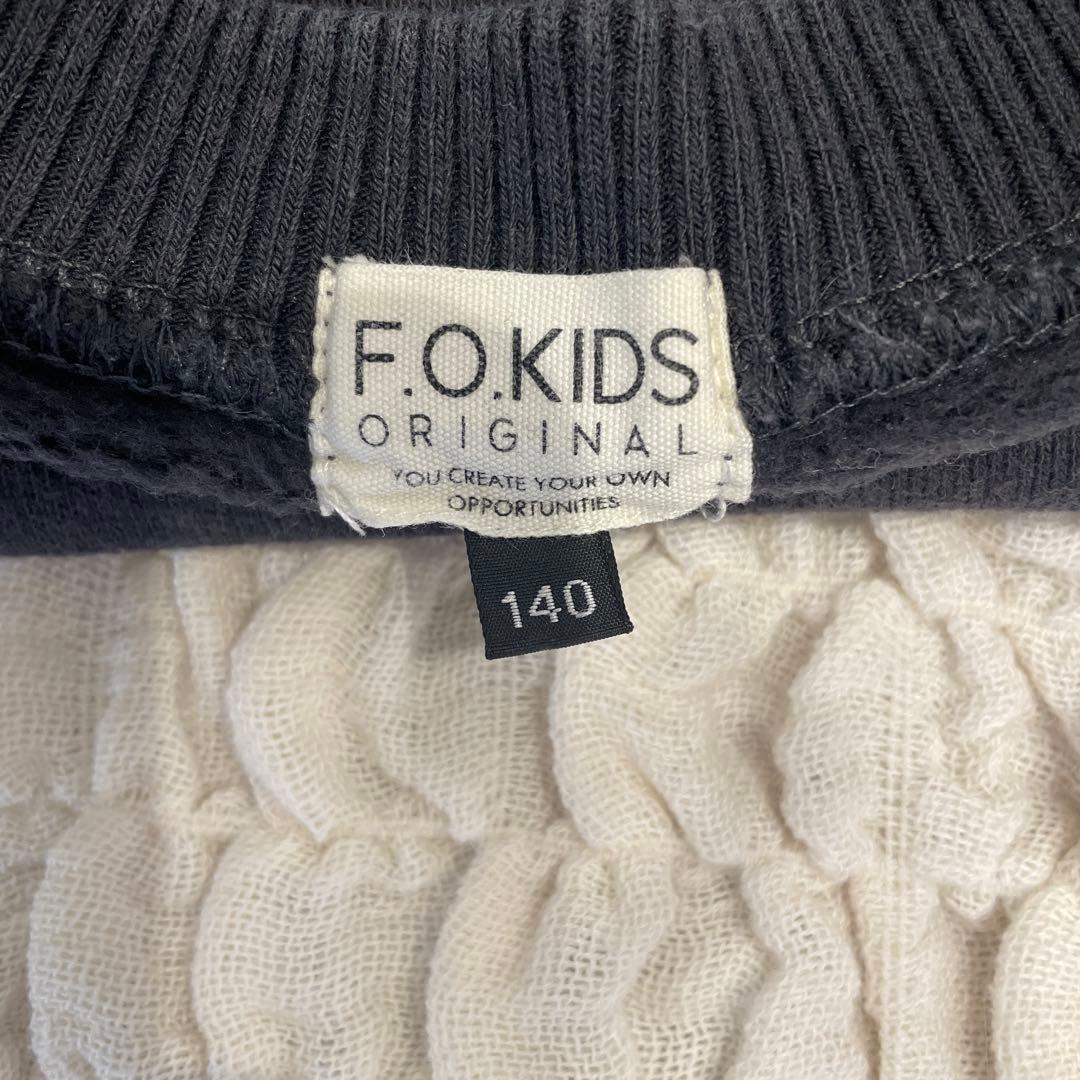 F.O.KIDS
ORIGINAL
YOU CREATE YOUR OWN
OPPORTUNITIES
140